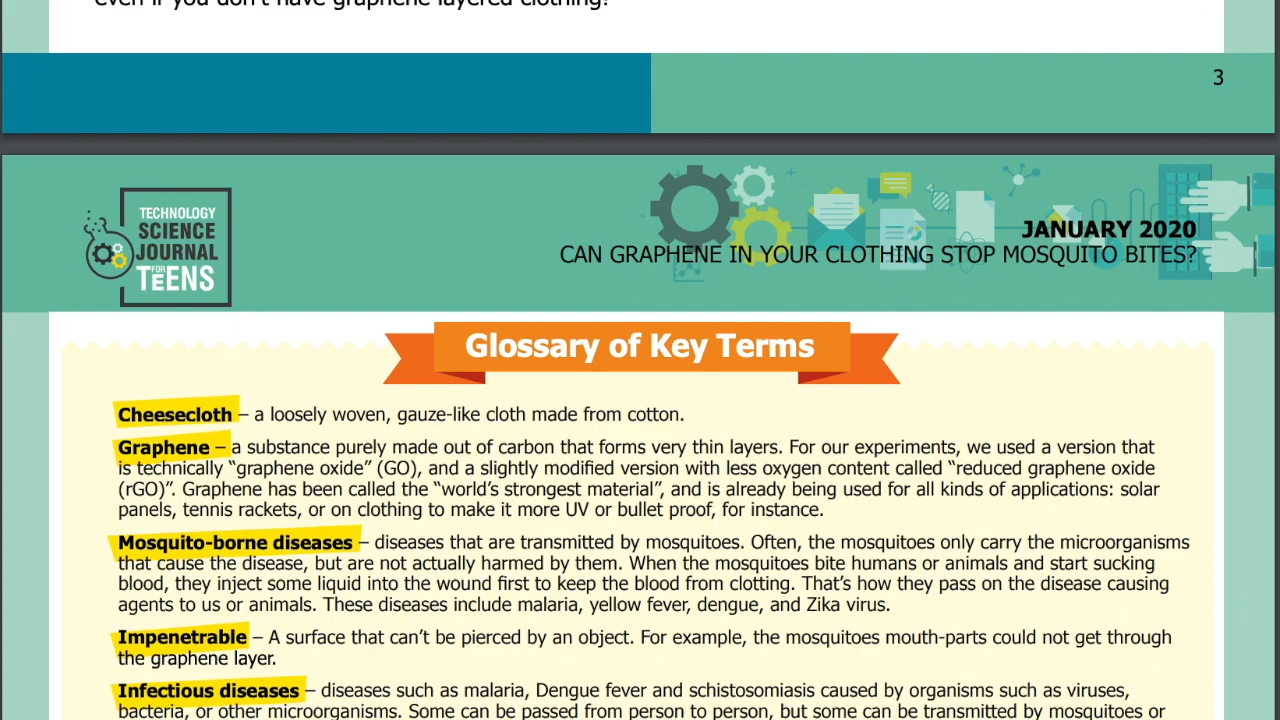 even if you don't have graphene layered clothing!
3
TECHNOLOGY
SCIENCE
JOURNAL
FOR
TEENS
JANUARY 2020
CAN GRAPHENE IN YOUR CLOTHING STOP MOSQUITO BITES?
Glossary of Key Terms
Cheesecloth – a loosely woven, gauze-like cloth made from cotton.
Graphene – a substance purely made out of carbon that forms very thin layers. For our experiments, we used a version that
is technically “graphene oxide” (GO), and a slightly modified version with less oxygen content called “reduced graphene oxide
(rGO)”. Graphene has been called the “world’s strongest material”, and is already being used for all kinds of applications: solar
panels, tennis rackets, or on clothing to make it more UV or bullet proof, for instance.
Mosquito-borne diseases – diseases that are transmitted by mosquitoes. Often, the mosquitoes only carry the microorganisms
that cause the disease, but are not actually harmed by them. When the mosquitoes bite humans or animals and start sucking
blood, they inject some liquid into the wound first to keep the blood from clotting. That’s how they pass on the disease causing
agents to us or animals. These diseases include malaria, yellow fever, dengue, and Zika virus.
Impenetrable – A surface that can’t be pierced by an object. For example, the mosquitoes mouth-parts could not get through
the graphene layer.
Infectious diseases – diseases such as malaria, Dengue fever and schistosomiasis caused by organisms such as viruses,
bacteria, or other microorganisms. Some can be passed from person to person, but some can be transmitted by mosquitoes or